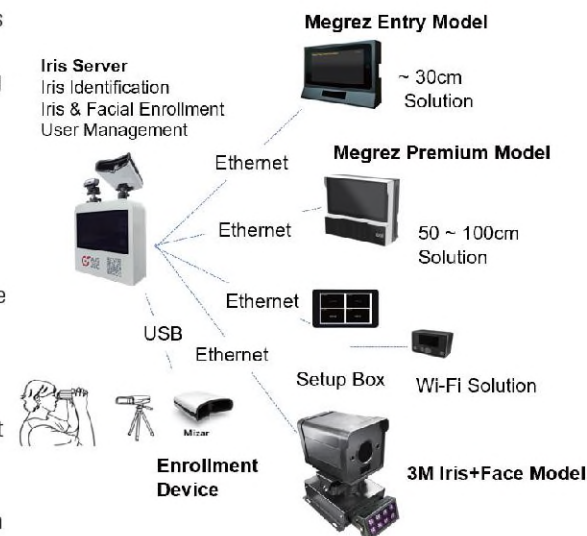 Megrez Entry Model
Iris Server
Iris Identification
Iris & Facial Enrollment
User Management
~ 30cm
Solution
Ethernet
Megrez Premium Model
Ethernet
50 ~ 100cm
Solution
Ethernet
USB
Ethernet
Setup Box
Wi-Fi Solution
Mizar
Enrollment
Device
3M Iris+Face Model